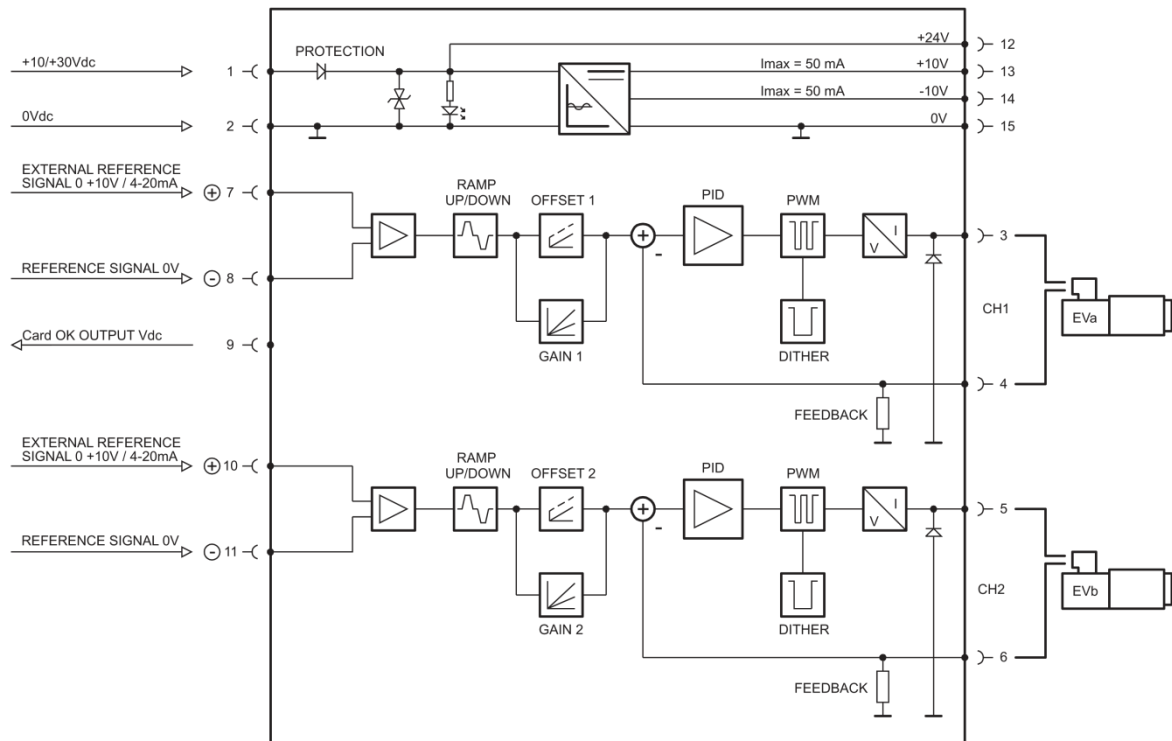 PROTECTION
+24V 12
+10/+30Vdc 1
Imax = 50 mA +10V 13
Imax = 50 mA -10V 14
0Vdc 2
0V 15
EXTERNAL REFERENCE
SIGNAL 0 +10V / 4-20mA + 7
RAMP
UP/DOWN
OFFSET 1
PID
PWM
I
V
3
+
-
REFERENCE SIGNAL 0V - 8
CH1
EVa
Card OK OUTPUT Vdc 9
GAIN 1
DITHER
4
FEEDBACK
EXTERNAL REFERENCE
SIGNAL 0 +10V / 4-20mA + 10
RAMP
UP/DOWN
OFFSET 2
PID
PWM
I
V
5
+
-
REFERENCE SIGNAL 0V - 11
CH2
EVb
GAIN 2
DITHER
6
FEEDBACK